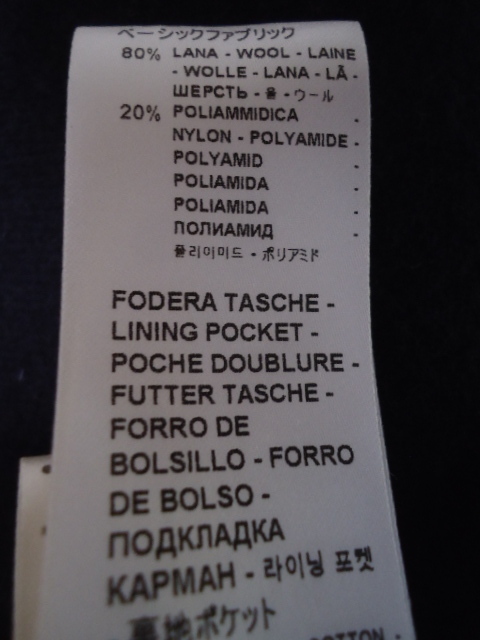 ベーシックファブリック
80% LANA - WOOL - LAINE
- WOLLE - LANA - LÃ -
ШЕРСТЬ - 울 - ウール
20% POLIAMMIDICA -
NYLON - POLYAMIDE -
POLYAMID -
POLIAMIDA -
POLIAMIDA -
ПОЛИАМИД -
폴리이미드 - ポリアミド
FODERA TASCHE -
LINING POCKET -
POCHE DOUBLURE -
FUTTER TASCHE -
FORRO DE
BOLSILLO - FORRO
DE BOLSO -
ПОДКЛАДКА
КАРМАН - 라이닝 포켓
- 裏地ポケット
COTTON